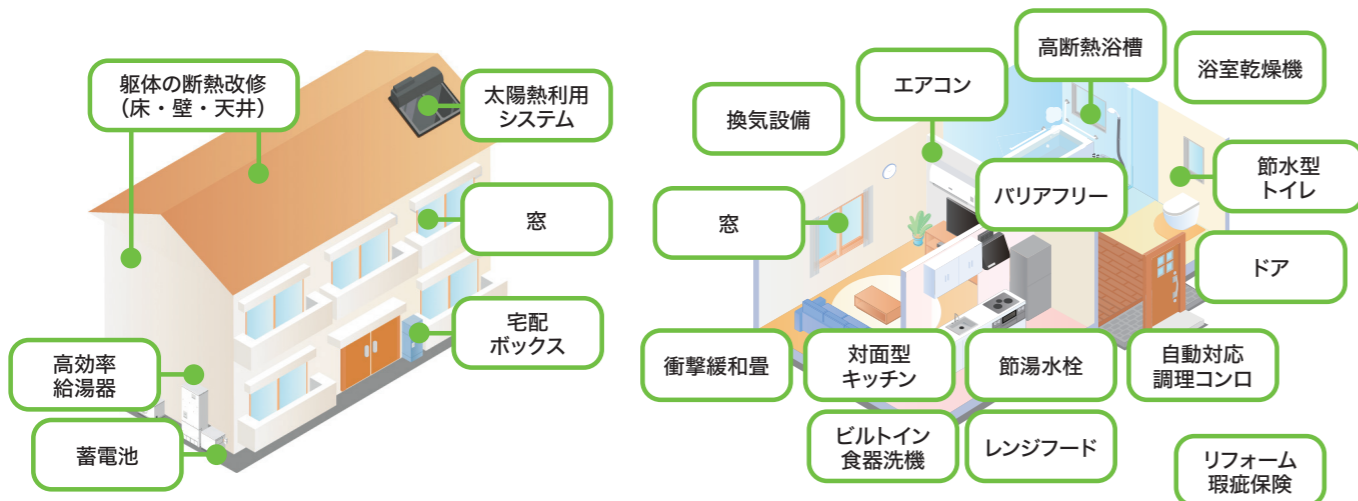 躯体の断熱改修
（床・壁・天井）
太陽熱利用
システム
窓
宅配
ボックス
高効率
給湯器
蓄電池
高断熱浴槽
浴室乾燥機
エアコン
換気設備
バリアフリー
節水型
トイレ
窓
ドア
衝撃緩和畳
対面型
キッチン
節湯水栓
自動対応
調理コンロ
ビルトイン
食器洗機
レンジフード
リフォーム
瑕疵保険